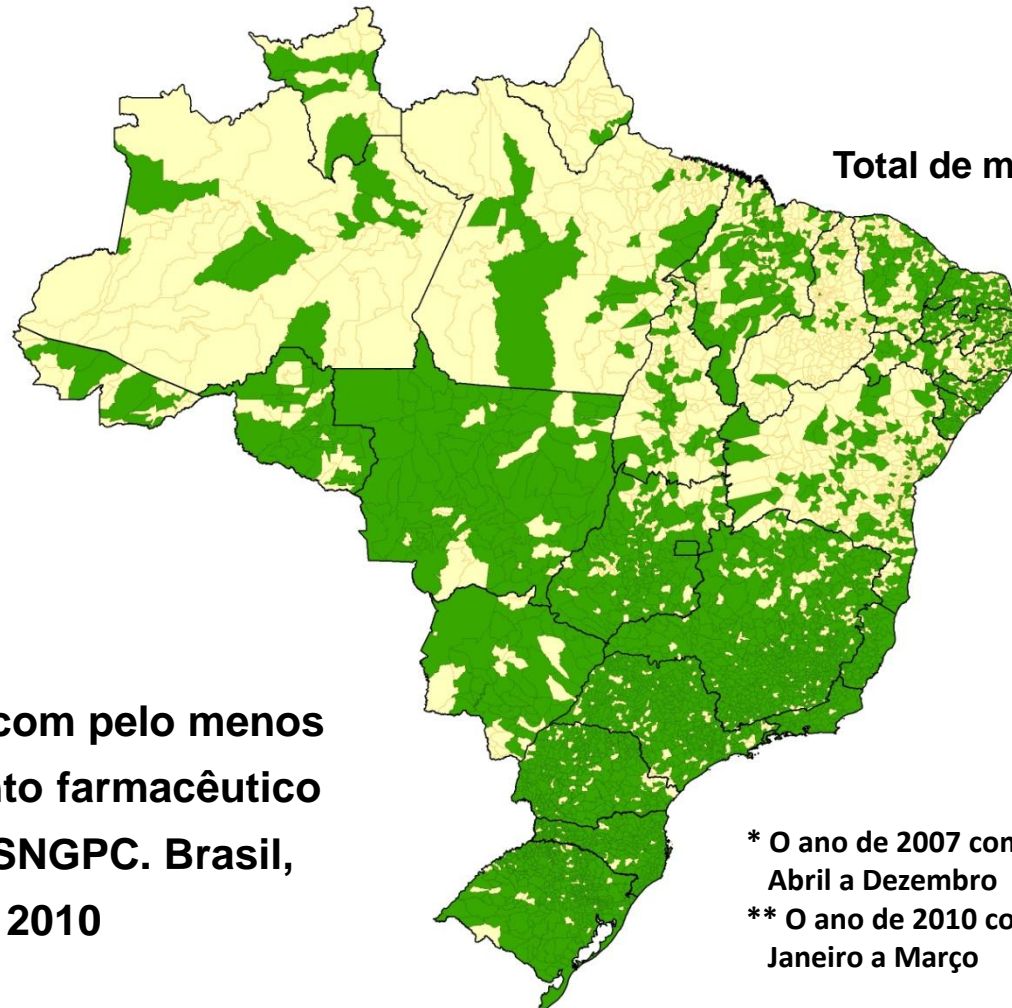 Total de m
com pelo menos
nto farmacêutico
SNGPC. Brasil,
2010
* O ano de 2007 con
Abril a Dezembro
** O ano de 2010 co
Janeiro a Março